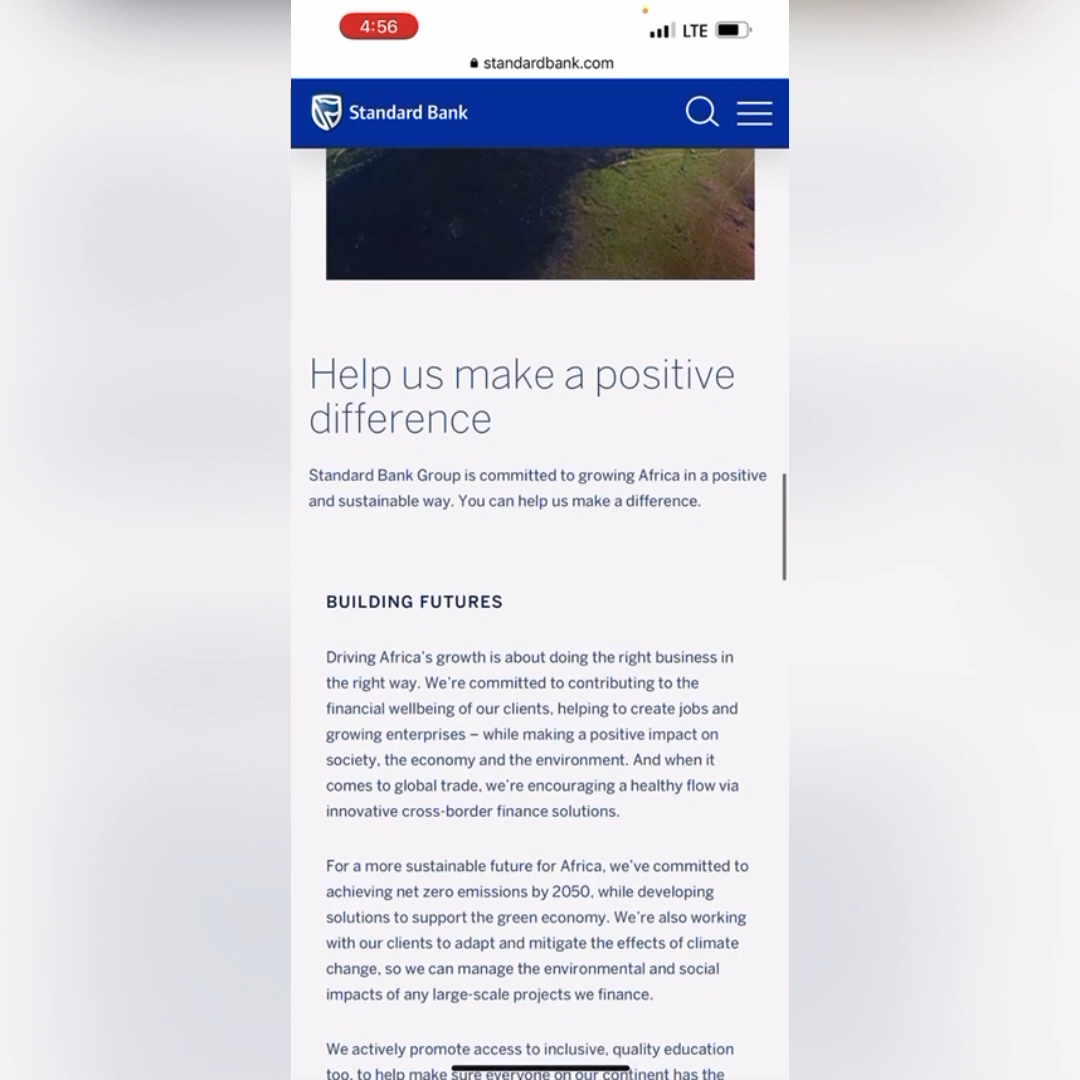 4:56
LTE
standardbank.com
Standard Bank
Help us make a positive
difference
Standard Bank Group is committed to growing Africa in a positive
and sustainable way. You can help us make a difference.
BUILDING FUTURES
Driving Africa's growth is about doing the right business in
the right way. We're committed to contributing to the
financial wellbeing of our clients, helping to create jobs and
growing enterprises – while making a positive impact on
society, the economy and the environment. And when it
comes to global trade, we're encouraging a healthy flow via
innovative cross-border finance solutions.
For a more sustainable future for Africa, we've committed to
achieving net zero emissions by 2050, while developing
solutions to support the green economy. We're also working
with our clients to adapt and mitigate the effects of climate
change, so we can manage the environmental and social
impacts of any large-scale projects we finance.
We actively promote access to inclusive, quality education
too, to help make sure everyone on our continent has the